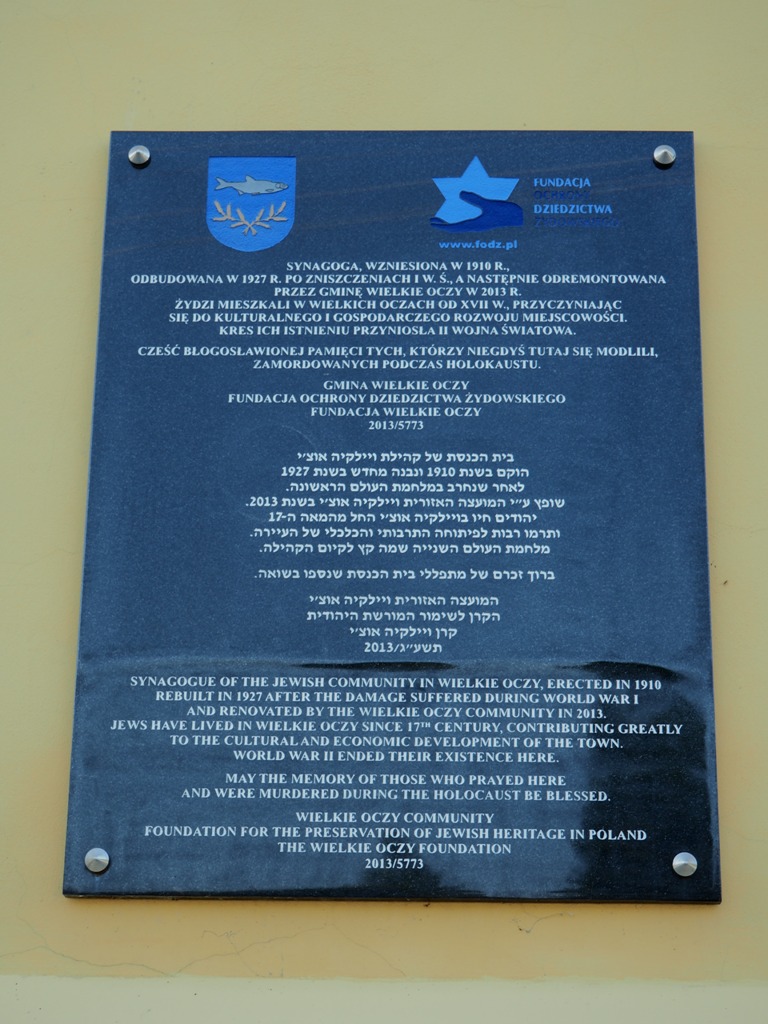 FUNDACJA
OCHRONY
DZIEDZICTWA
ŻYDOWSKIEGO
www.fodz.pl
SYNAGOGA, WZNIESIONA W 1910 R.,
ODBUDOWANA W 1927 R. PO ZNISZCZENIACH I W. Ś., A NASTĘPNIE ODREMONTOWANA
PRZEZ GMINĘ WIELKIE OCZY W 2013 R.
ŻYDZI MIESZKALI W WIELKICH OCZACH OD XVII W., PRZYCZYNIAJĄC
SIĘ DO KULTURALNEGO I GOSPODARCZEGO ROZWOJU MIEJSCOWOŚCI.
KRES ICH ISTNIENIU PRZYNIOSŁA II WOJNA ŚWIATOWA.
CZEŚĆ BŁOGOSŁAWIONEJ PAMIĘCI TYCH, KTÓRZY NIEGDYŚ TUTAJ SIĘ MODLILI,
ZAMORDOWANYCH PODCZAS HOLOKAUSTU.
GMINA WIELKIE OCZY
FUNDACJA OCHRONY DZIEDZICTWA ŻYDOWSKIEGO
FUNDACJA WIELKIE OCZY
2013/5773
בית הכנסת של קהילת ויילקיה אוצ'י
הוקם בשנת 1910 ונבנה מחדש בשנת 1927
לאחר שנחרב במלחמת העולם הראשונה.
שופץ ע"י המועצה האזורית ויילקיה אוצ'י בשנת 2013.
יהודים חיו בויילקיה אוצ'י החל מהמאה ה-17
ותרמו רבות לפיתוחה התרבותי והכלכלי של העיירה.
מלחמת העולם השנייה שמה קץ לקיום הקהילה.
ברוך זכרם של מתפללי בית הכנסת שנספו בשואה.
המועצה האזורית ויילקיה אוצ'י
הקרן לשימור המורשת היהודית
קרן ויילקיה אוצ'י
תשע"ג/2013
SYNAGOGUE OF THE JEWISH COMMUNITY IN WIELKIE OCZY, ERECTED IN 1910
REBUILT IN 1927 AFTER THE DAMAGE SUFFERED DURING WORLD WAR I
AND RENOVATED BY THE WIELKIE OCZY COMMUNITY IN 2013.
JEWS HAVE LIVED IN WIELKIE OCZY SINCE 17TH CENTURY, CONTRIBUTING GREATLY
TO THE CULTURAL AND ECONOMIC DEVELOPMENT OF THE TOWN.
WORLD WAR II ENDED THEIR EXISTENCE HERE.
MAY THE MEMORY OF THOSE WHO PRAYED HERE
AND WERE MURDERED DURING THE HOLOCAUST BE BLESSED.
WIELKIE OCZY COMMUNITY
FOUNDATION FOR THE PRESERVATION OF JEWISH HERITAGE IN POLAND
THE WIELKIE OCZY FOUNDATION
2013/5773